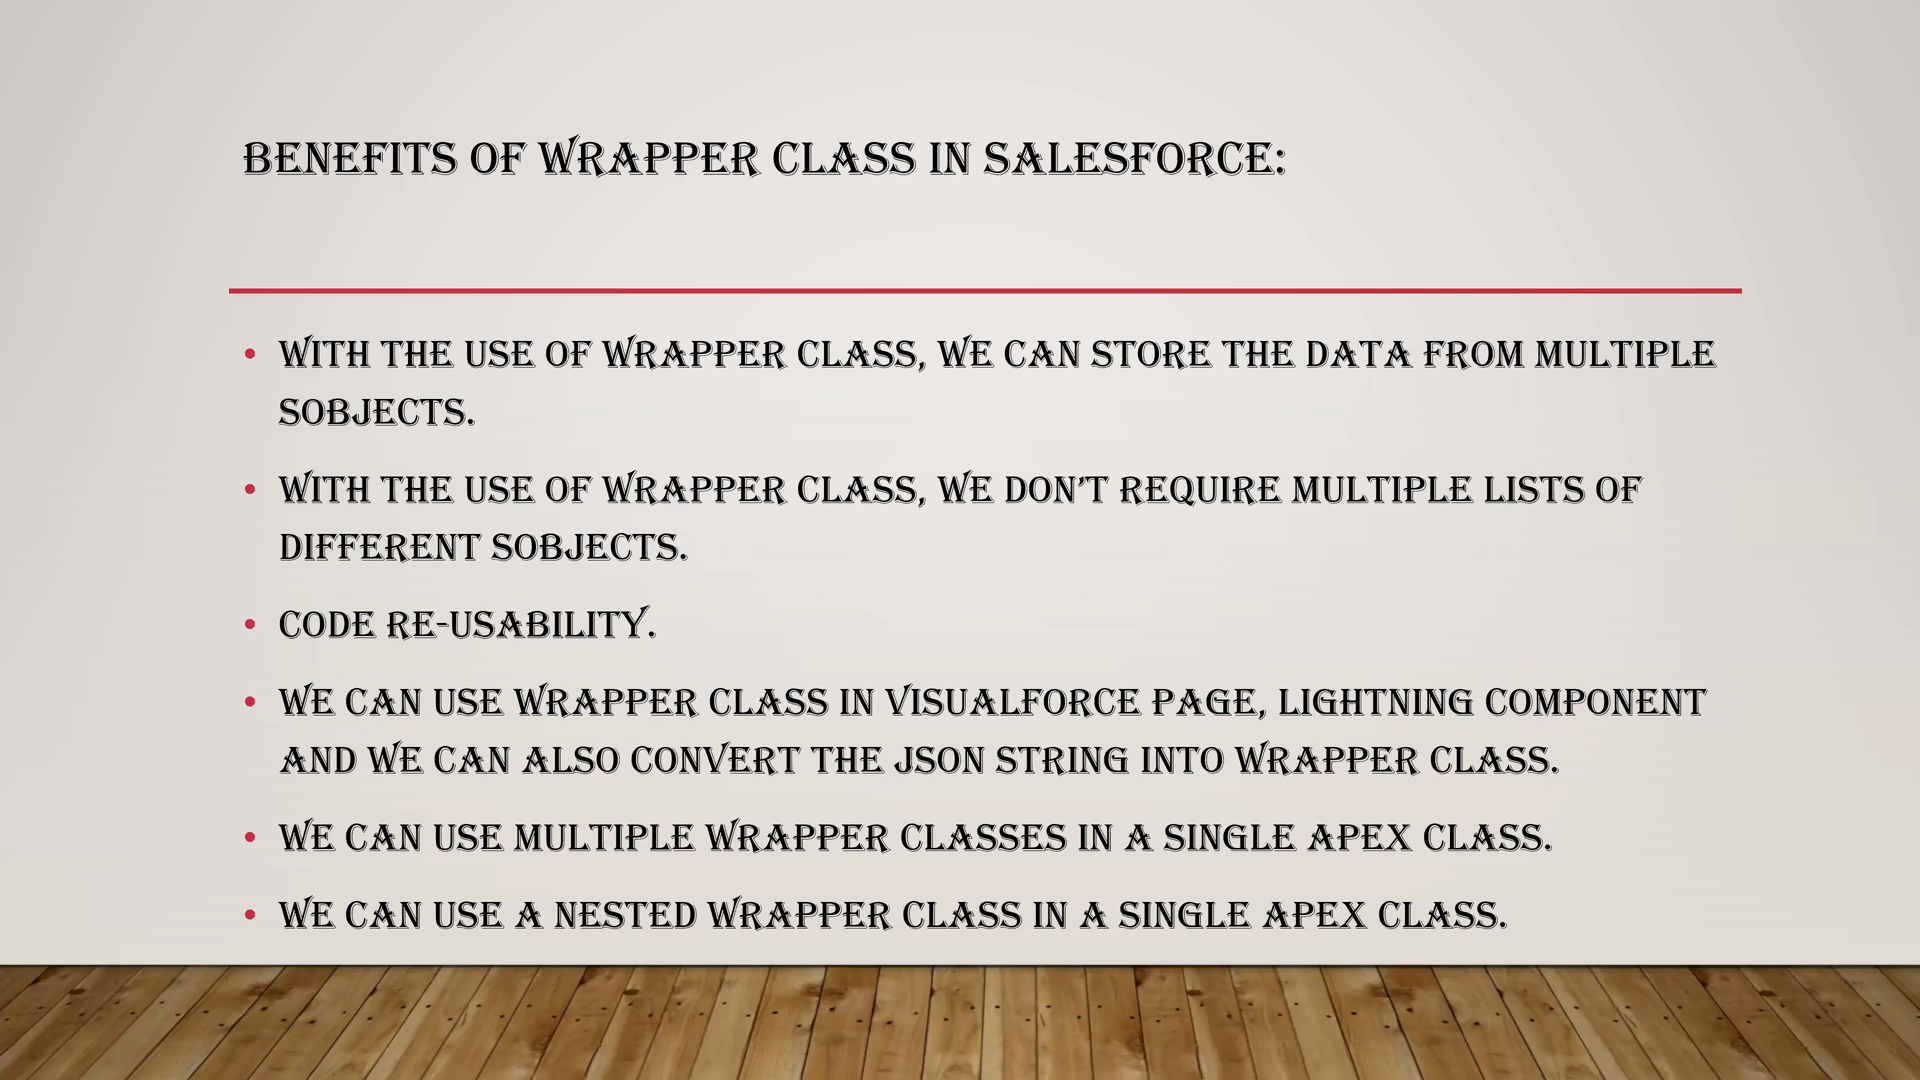 BENEFITS OF WRAPPER CLASS IN SALESFORCE:
• WITH THE USE OF WRAPPER CLASS, WE CAN STORE THE DATA FROM MULTIPLE
SOBJECTS.
• WITH THE USE OF WRAPPER CLASS, WE DON’T REQUIRE MULTIPLE LISTS OF
DIFFERENT SOBJECTS.
• CODE RE-USABILITY.
• WE CAN USE WRAPPER CLASS IN VISUALFORCE PAGE, LIGHTNING COMPONENT
AND WE CAN ALSO CONVERT THE JSON STRING INTO WRAPPER CLASS.
• WE CAN USE MULTIPLE WRAPPER CLASSES IN A SINGLE APEX CLASS.
• WE CAN USE A NESTED WRAPPER CLASS IN A SINGLE APEX CLASS.